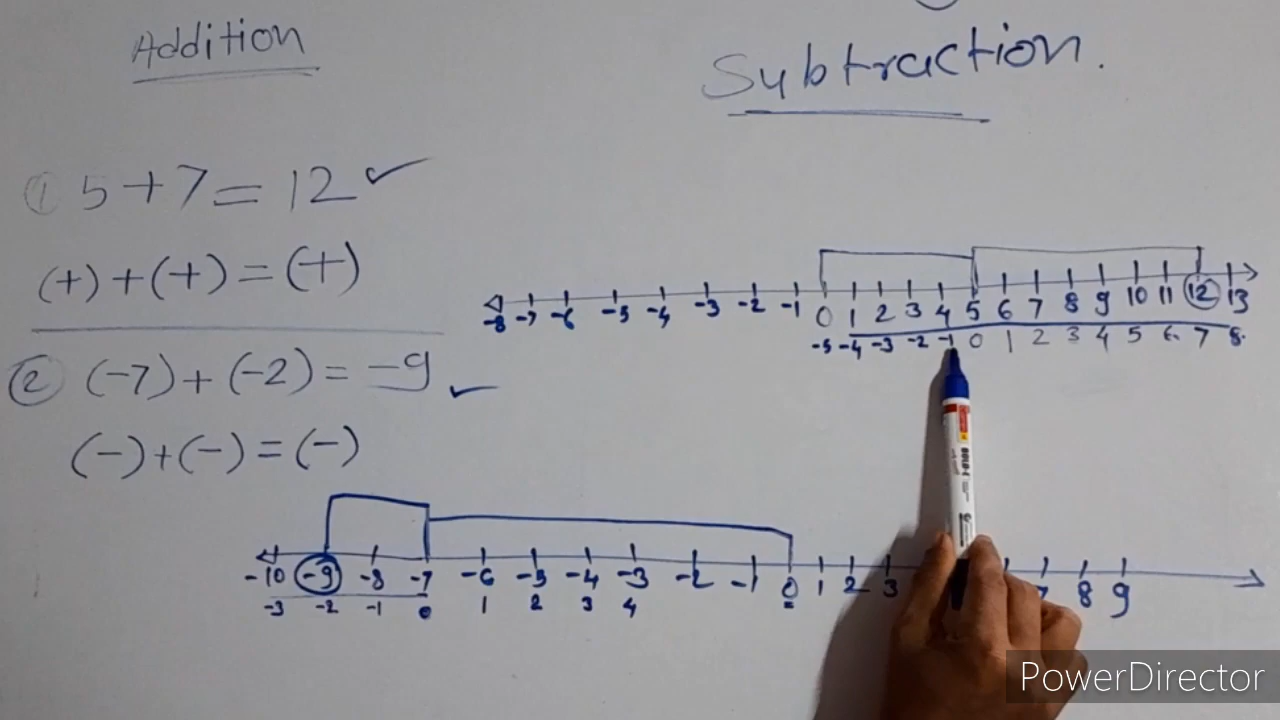 Addition
Subtraction.
① 5 + 7 = 12 ✓
(+) + (+) = (+)
-8 -7 -6 -5 -4 -3 -2 -1 0 1 2 3 4 5 6 7 8 9 10 11 12 13
-5 -4 -3 -2 -1 0 1 2 3 4 5 6. 7 8.
② (-7) + (-2) = -9 ✓
(-) + (-) = (-)
-10 -9 -8 -7 -6 -5 -4 -3 -2 -1 0 1 2 3 7 8 9
-3 -2 -1 0 1 2 3 4
PowerDirector